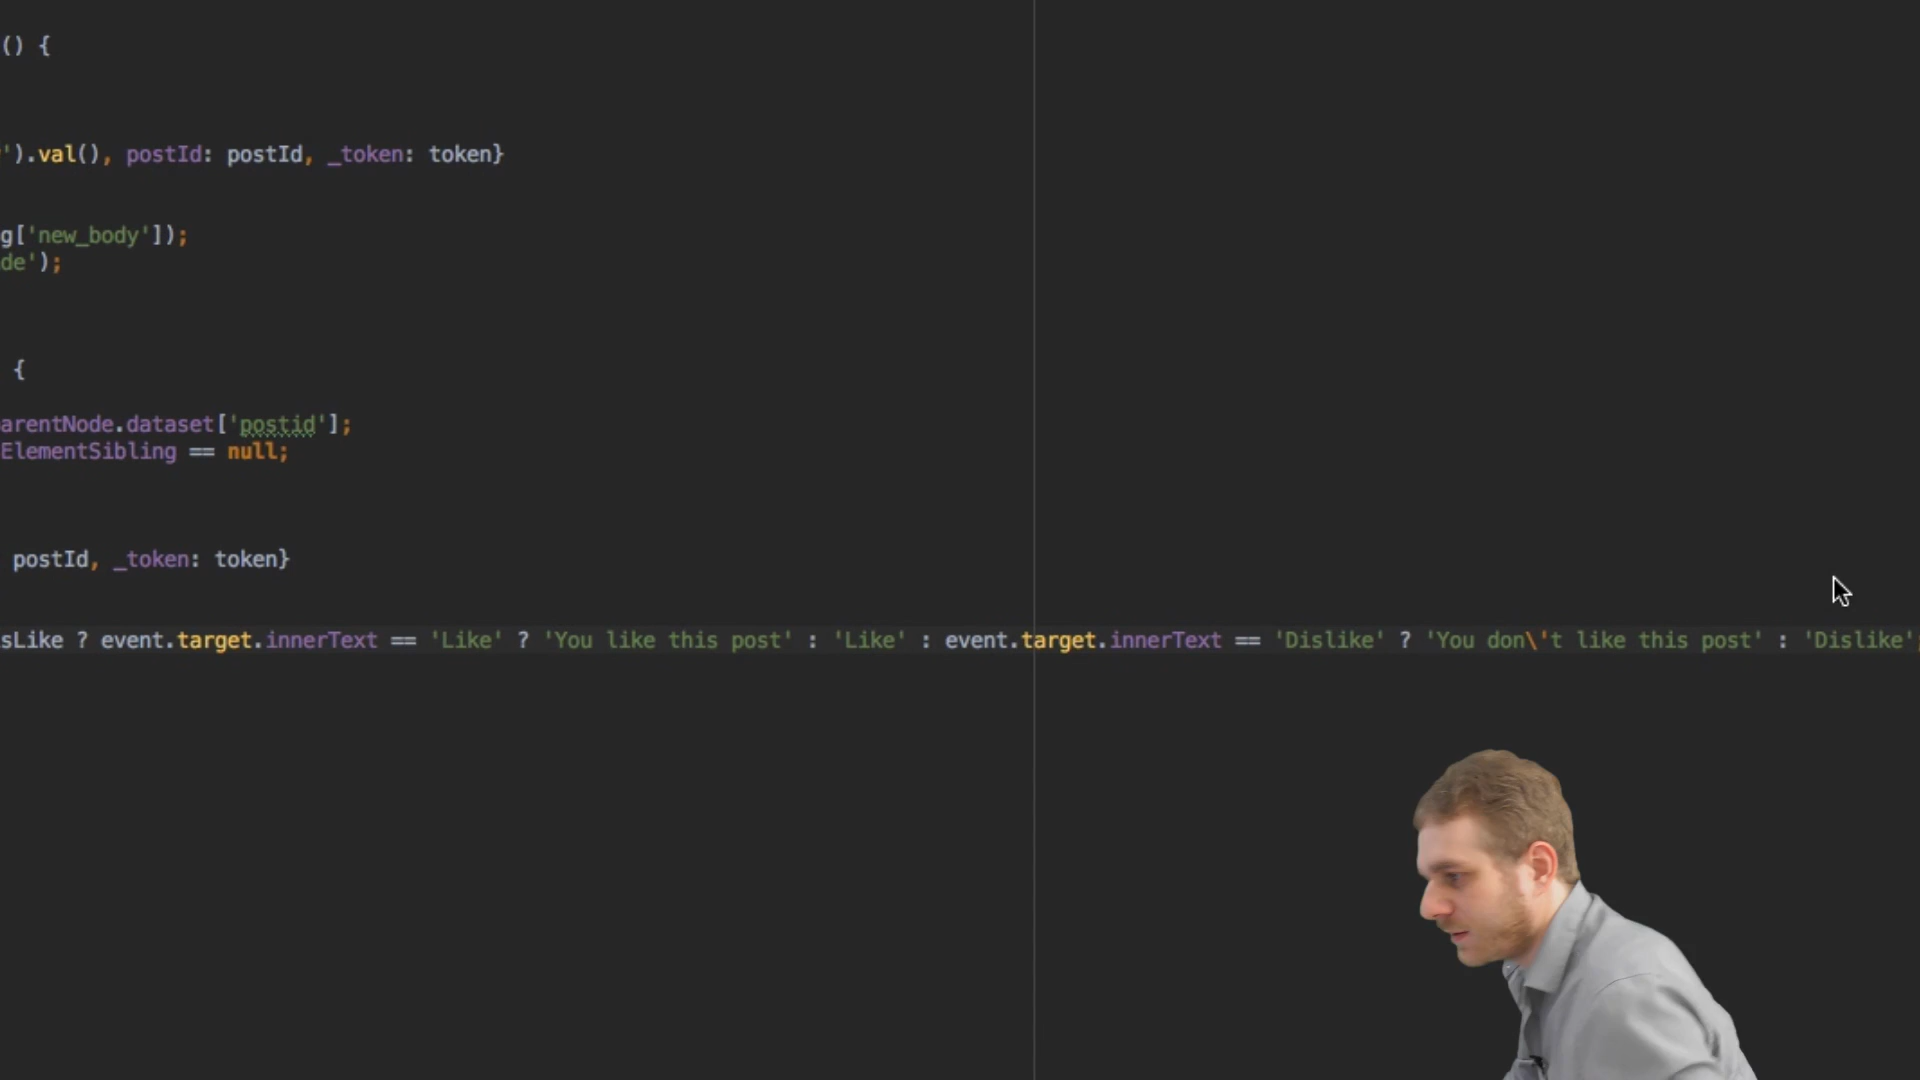 () {
').val(), postId: postId, _token: token}
g['new_body']);
de');
{
arentNode.dataset['postid'];
ElementSibling == null;
postId, _token: token}
sLike ? event.target.innerText == 'Like' ? 'You like this post' : 'Like' : event.target.innerText == 'Dislike' ? 'You don\'t like this post' : 'Dislike';